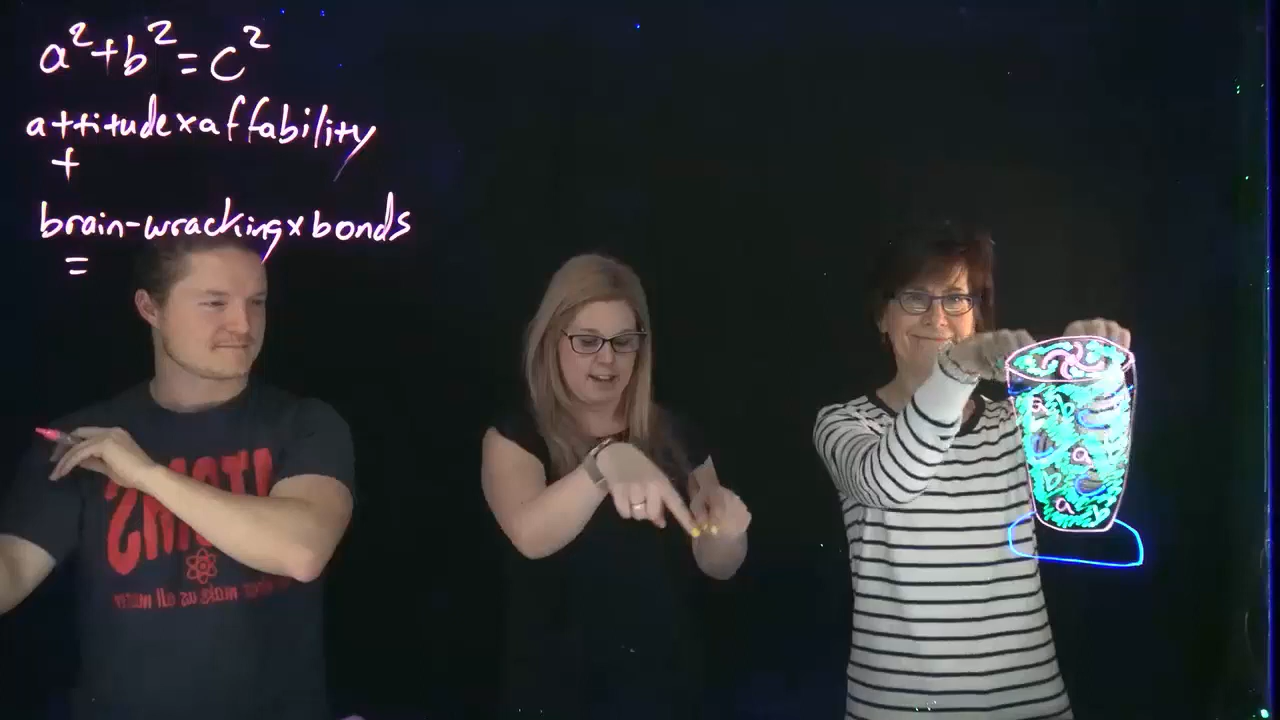 a²+b²=c²
attitude×affability
+
brain-wracking×bonds
=
a
b
a
b
a
b